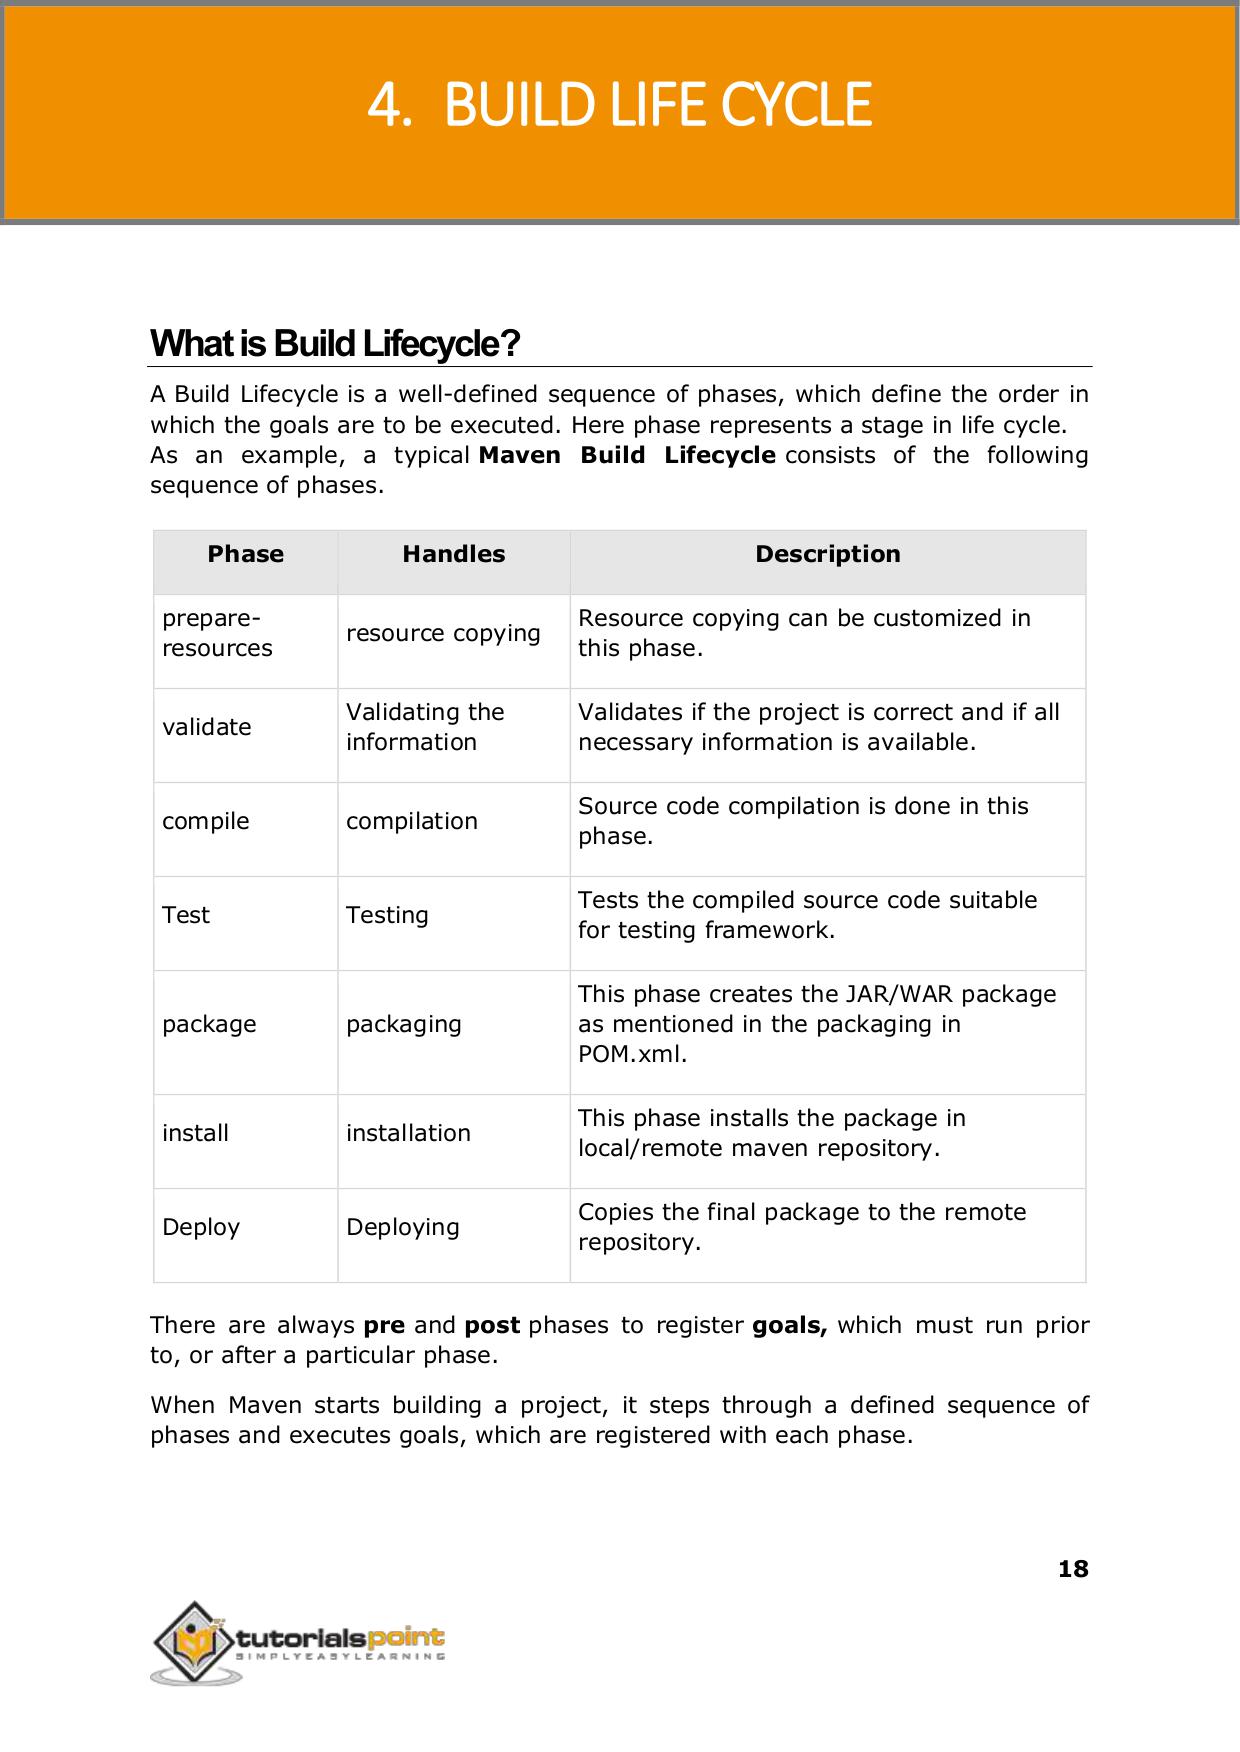 4. BUILD LIFE CYCLE
What is Build Lifecycle?
A Build Lifecycle is a well-defined sequence of phases, which define the order in
which the goals are to be executed. Here phase represents a stage in life cycle.
As an example, a typical Maven Build Lifecycle consists of the following
sequence of phases.
Phase Handles Description
prepare-
resources
resource copying
Resource copying can be customized in
this phase.
validate
Validating the
information
Validates if the project is correct and if all
necessary information is available.
compile
compilation
Source code compilation is done in this
phase.
Test
Testing
Tests the compiled source code suitable
for testing framework.
package
packaging
This phase creates the JAR/WAR package
as mentioned in the packaging in
POM.xml.
install
installation
This phase installs the package in
local/remote maven repository.
Deploy
Deploying
Copies the final package to the remote
repository.
There are always pre and post phases to register goals, which must run prior
to, or after a particular phase.
When Maven starts building a project, it steps through a defined sequence of
phases and executes goals, which are registered with each phase.
18
tutorialspoint
SIMPLYEASYLEARNING